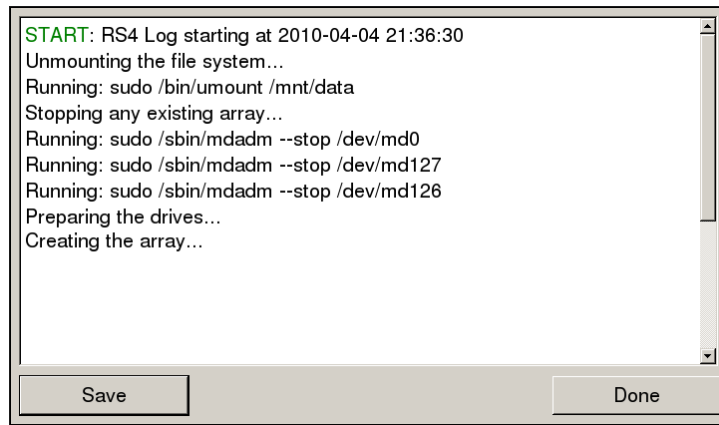 START: RS4 Log starting at 2010-04-04 21:36:30
Unmounting the file system...
Running: sudo /bin/umount /mnt/data
Stopping any existing array...
Running: sudo /sbin/mdadm --stop /dev/md0
Running: sudo /sbin/mdadm --stop /dev/md127
Running: sudo /sbin/mdadm --stop /dev/md126
Preparing the drives...
Creating the array...
Save
Done